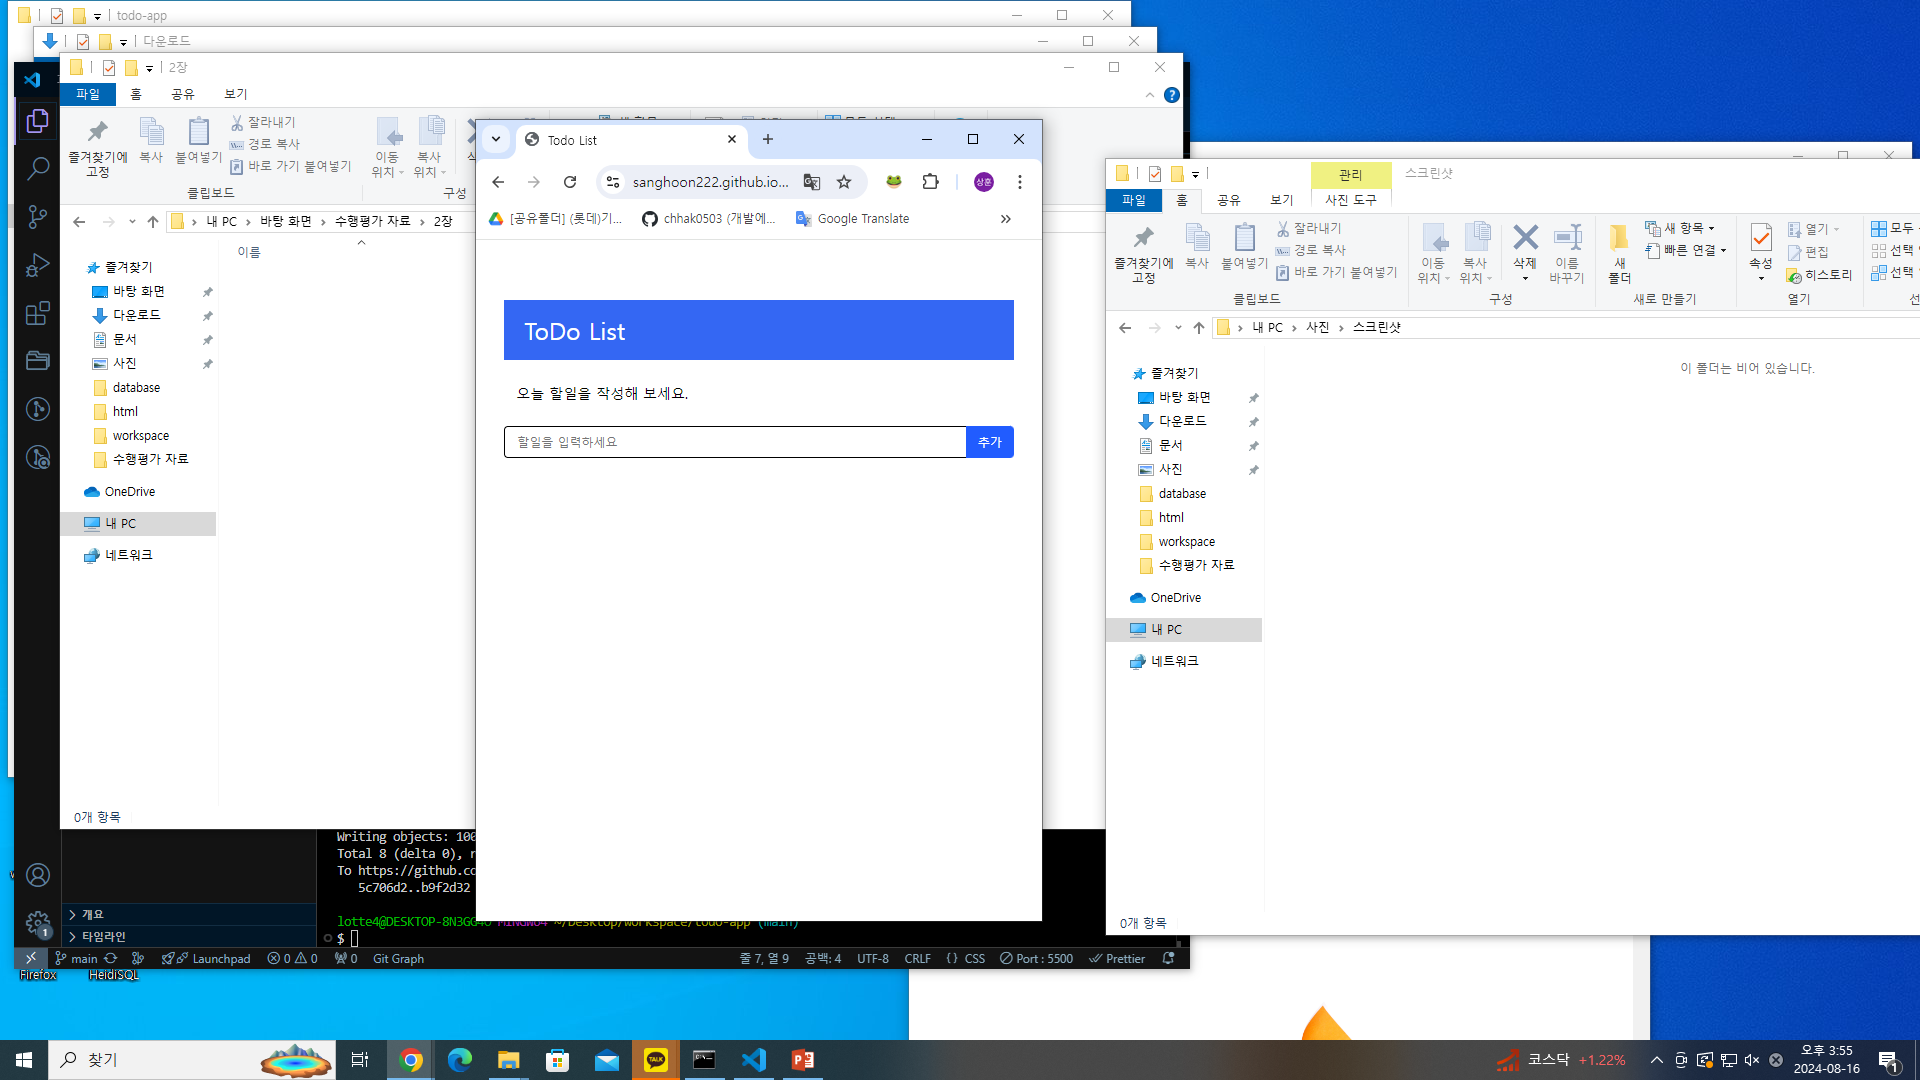 todo-app
다운로드
2장
파일 홈 공유 보기
즐겨찾기에 고정
복사
붙여넣기
잘라내기
경로 복사
바로 가기 붙여넣기
이동 위치
복사 위치
클립보드
구성
내 PC > 바탕 화면 > 수행평가 자료 > 2장
이름
즐겨찾기
바탕 화면
다운로드
문서
사진
database
html
workspace
수행평가 자료
OneDrive
내 PC
네트워크
0개 항목
Todo List
sanghoon222.github.io...
상훈
[공유폴더] (롯데)기...
chhak0503 (개발에...
Google Translate
ToDo List
오늘 할일을 작성해 보세요.
할일을 입력하세요
추가
관리
스크린샷
파일 홈 공유 보기 사진 도구
즐겨찾기에 고정
복사
붙여넣기
잘라내기
경로 복사
바로 가기 붙여넣기
이동 위치
복사 위치
삭제
이름 바꾸기
새 폴더
새 항목
빠른 연결
속성
열기
편집
히스토리
모두
선택
선택
클립보드
구성
새로 만들기
열기
내 PC > 사진 > 스크린샷
이 폴더는 비어 있습니다.
즐겨찾기
바탕 화면
다운로드
문서
사진
database
html
workspace
수행평가 자료
OneDrive
내 PC
네트워크
0개 항목
Writing objects: 100
Total 8 (delta 0),
To https://github.co
5c706d2..b9f2d32
~/Desktop/workspace/todo-app (main)
$
개요
타임라인
main
Launchpad
0 0
0
Git Graph
줄 7, 열 9
공백: 4
UTF-8
CRLF
{ } CSS
Port : 5500
Prettier
Firefox
HeidiSQL
찾기
TALK
코스닥 +1.22%
오후 3:55
2024-08-16
1